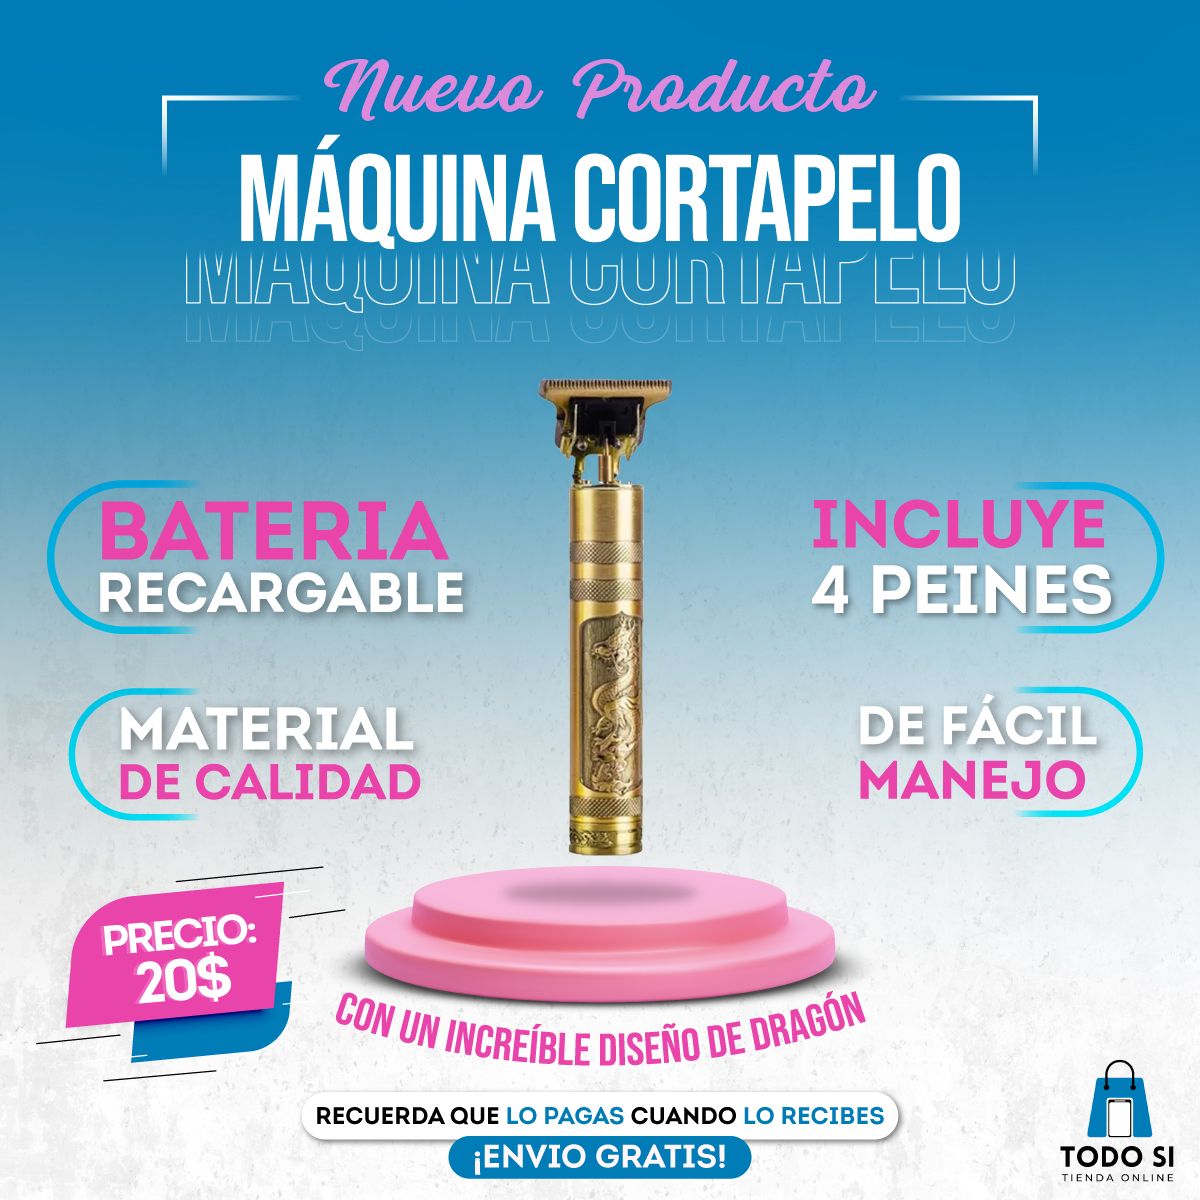 Nuevo Producto
MÁQUINA CORTAPELO
MÁQUINA CORTAPELO
MÁQUINA CORTAPELO
BATERIA
RECARGABLE
INCLUYE
4 PEINES
MATERIAL
DE CALIDAD
DE FÁCIL
MANEJO
PRECIO:
20$
CON UN INCREÍBLE DISEÑO DE DRAGÓN
RECUERDA QUE LO PAGAS CUANDO LO RECIBES
¡ENVIO GRATIS!
TODO SI
TIENDA ONLINE